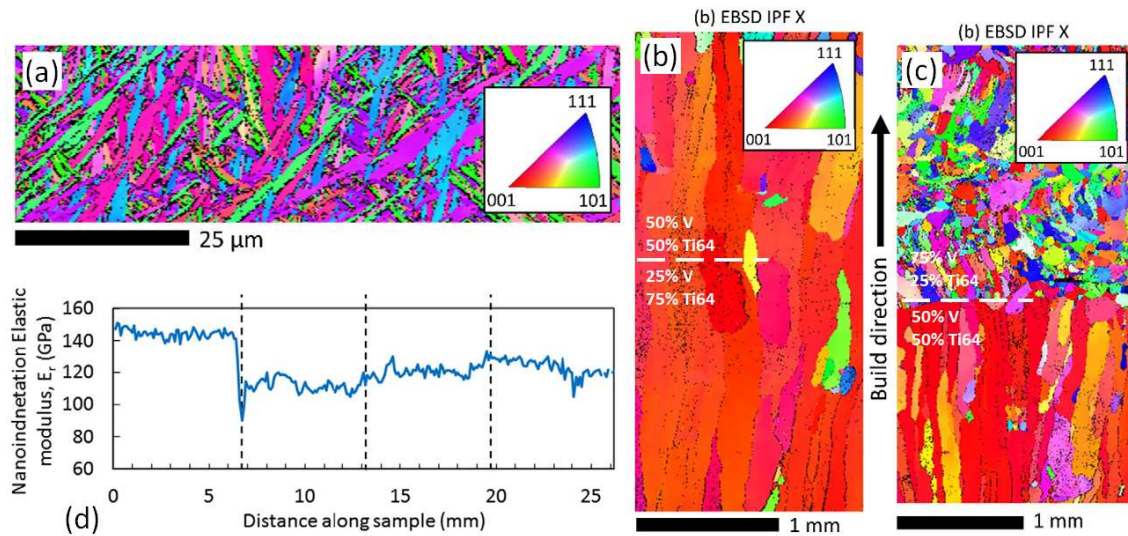 (b) EBSD IPF X
(b) EBSD IPF X
(a)
111
001
101
25 µm
(b)
111
001
101
50% V
50% Ti64
25% V
75% Ti64
1 mm
Build direction
(c)
111
001
101
75% V
25% Ti64
50% V
50% Ti64
1 mm
Nanoindnetation Elastic
modulus, Er (GPa)
160
140
120
100
80
60
0
5
10
15
20
25
Distance along sample (mm)
(d)